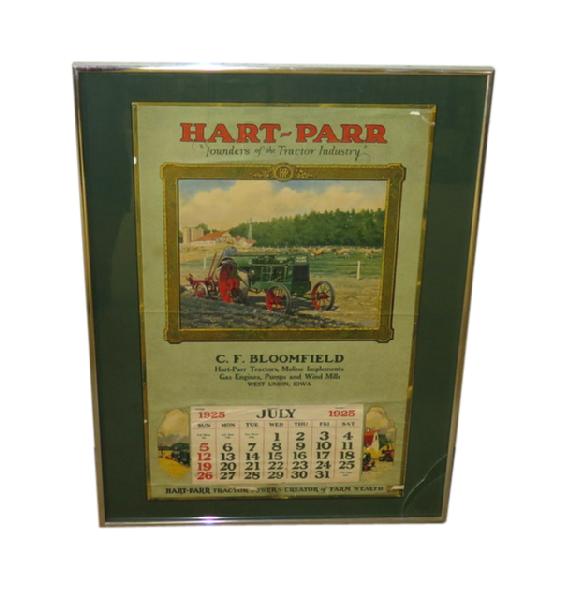 HART-PARR
"Founders of the Tractor Industry"
C. F. BLOOMFIELD
Hart-Parr Tractors, Moline Implements
Gas Engines, Pumps and Wind Mills
WEST UNION, IOWA
1925 JULY 1925
SUN MON TUE WED THU FRI SAT
1 2 3 4
5 6 7 8 9 10 11
12 13 14 15 16 17 18
19 20 21 22 23 24 25
26 27 28 29 30 31
HART-PARR TRACTOR POWER-CREATOR of FARM WEALTH